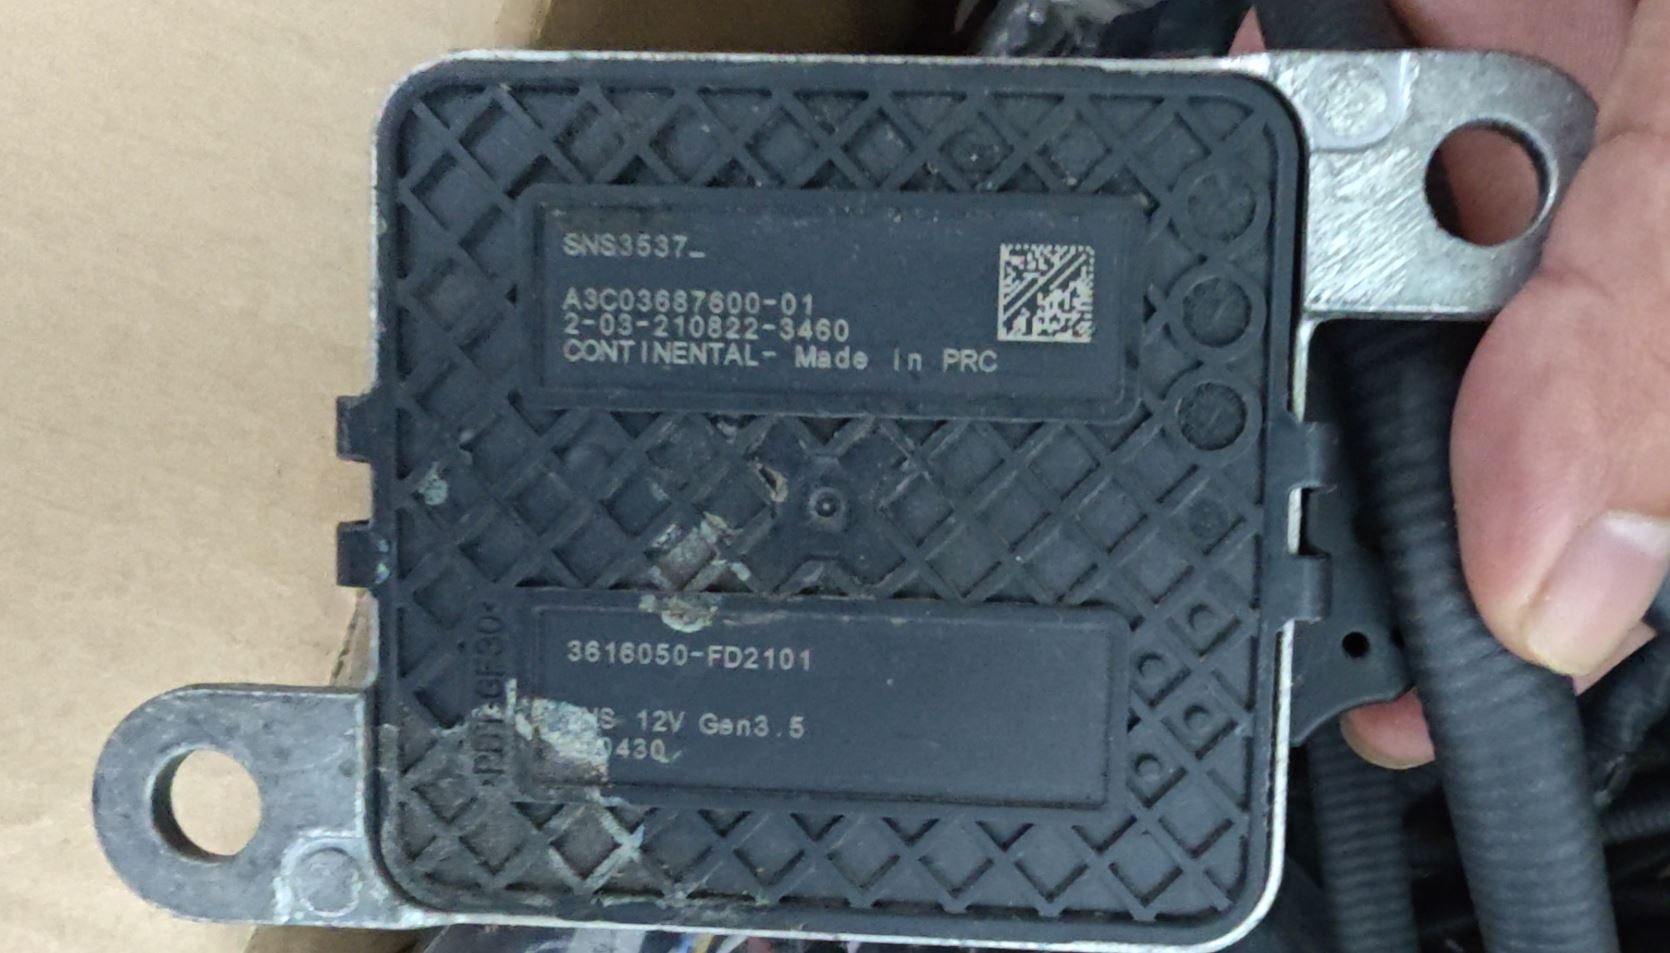 SNS3537_
A3C03687600-01
2-03-210822-3460
CONTINENTAL- Made in PRC
3616050-FD2101
12V Gen3.5